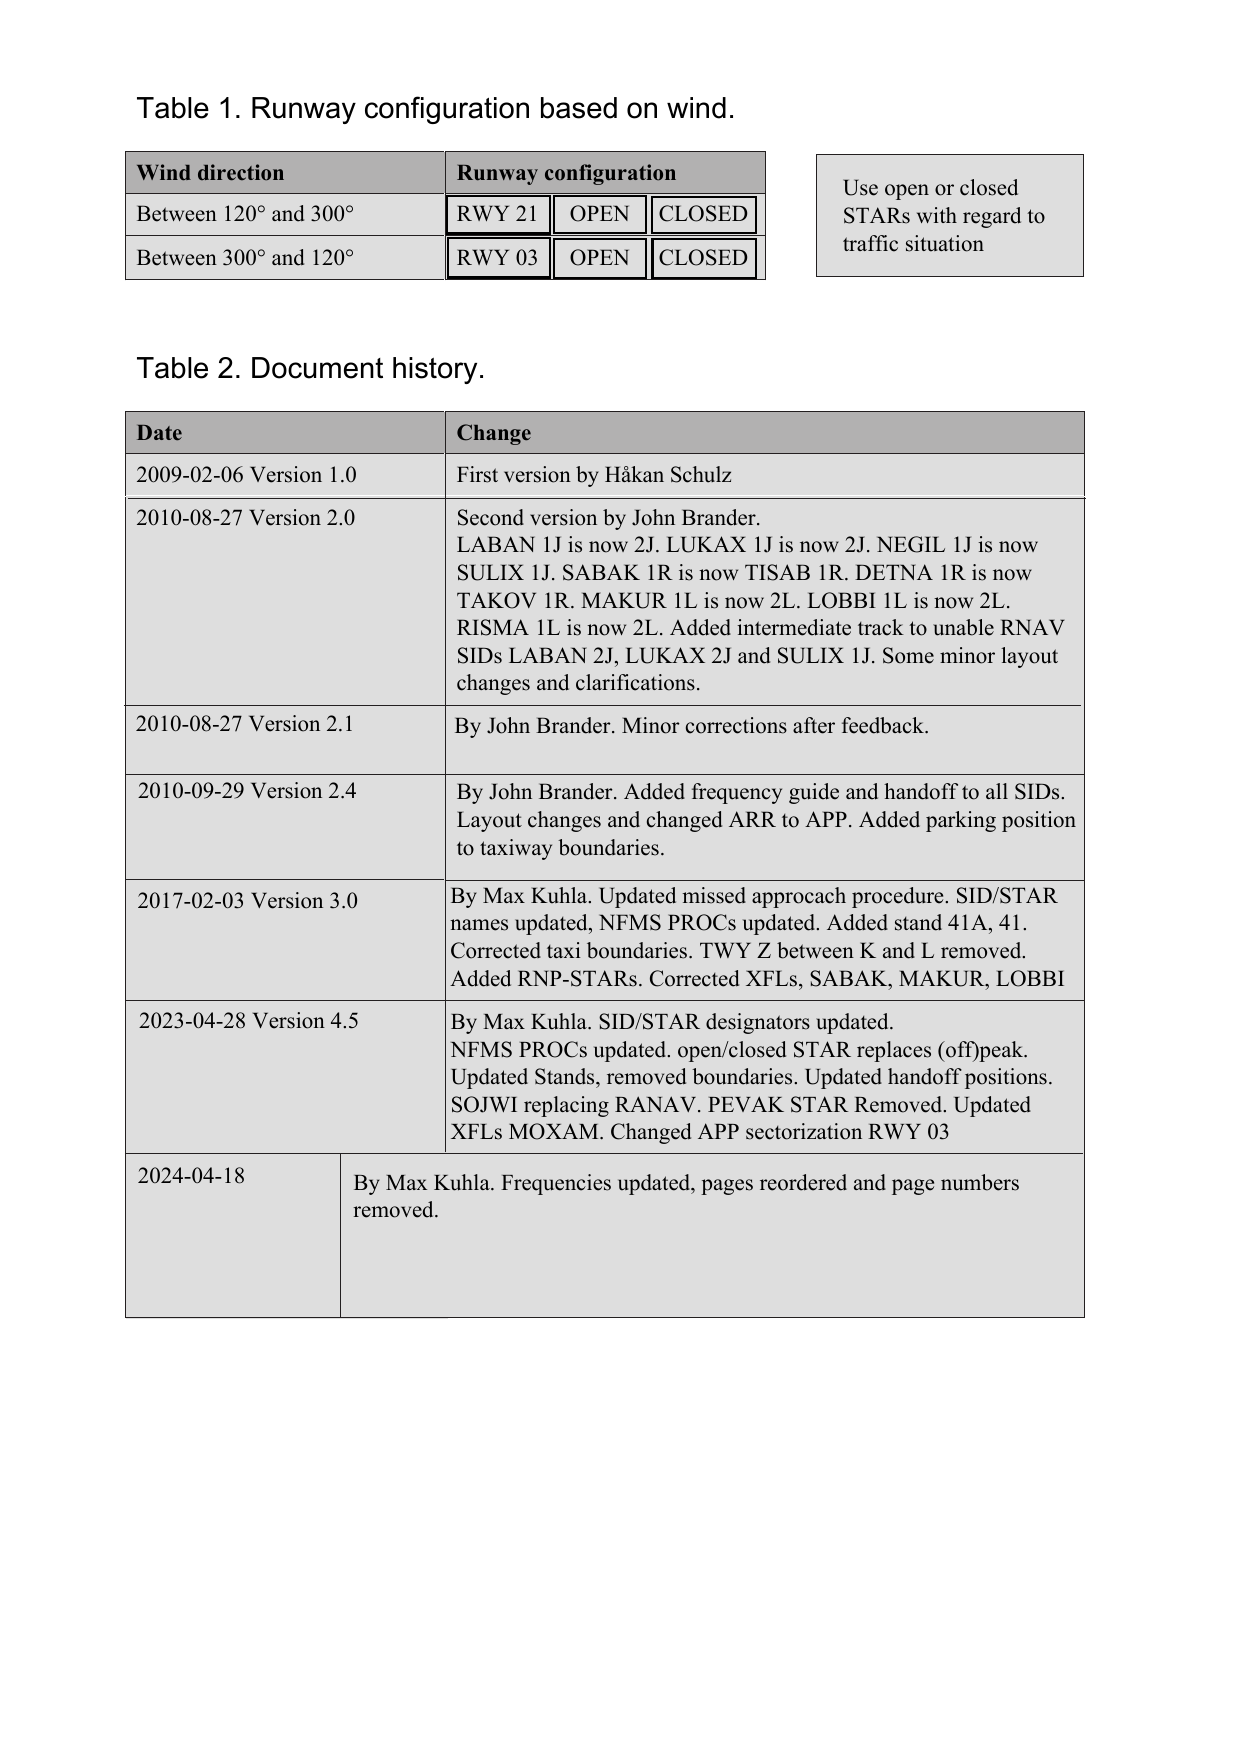 Table 1. Runway configuration based on wind.
Wind direction Runway configuration
Between 120° and 300° RWY 21 OPEN CLOSED
Between 300° and 120° RWY 03 OPEN CLOSED
Use open or closed
STARs with regard to
traffic situation
Table 2. Document history.
Date Change
2009-02-06 Version 1.0 First version by Håkan Schulz
2010-08-27 Version 2.0 Second version by John Brander.
LABAN 1J is now 2J. LUKAX 1J is now 2J. NEGIL 1J is now
SULIX 1J. SABAK 1R is now TISAB 1R. DETNA 1R is now
TAKOV 1R. MAKUR 1L is now 2L. LOBBI 1L is now 2L.
RISMA 1L is now 2L. Added intermediate track to unable RNAV
SIDs LABAN 2J, LUKAX 2J and SULIX 1J. Some minor layout
changes and clarifications.
2010-08-27 Version 2.1 By John Brander. Minor corrections after feedback.
2010-09-29 Version 2.4 By John Brander. Added frequency guide and handoff to all SIDs.
Layout changes and changed ARR to APP. Added parking position
to taxiway boundaries.
2017-02-03 Version 3.0 By Max Kuhla. Updated missed approcach procedure. SID/STAR
names updated, NFMS PROCs updated. Added stand 41A, 41.
Corrected taxi boundaries. TWY Z between K and L removed.
Added RNP-STARs. Corrected XFLs, SABAK, MAKUR, LOBBI
2023-04-28 Version 4.5 By Max Kuhla. SID/STAR designators updated.
NFMS PROCs updated. open/closed STAR replaces (off)peak.
Updated Stands, removed boundaries. Updated handoff positions.
SOJWI replacing RANAV. PEVAK STAR Removed. Updated
XFLs MOXAM. Changed APP sectorization RWY 03
2024-04-18 By Max Kuhla. Frequencies updated, pages reordered and page numbers
removed.